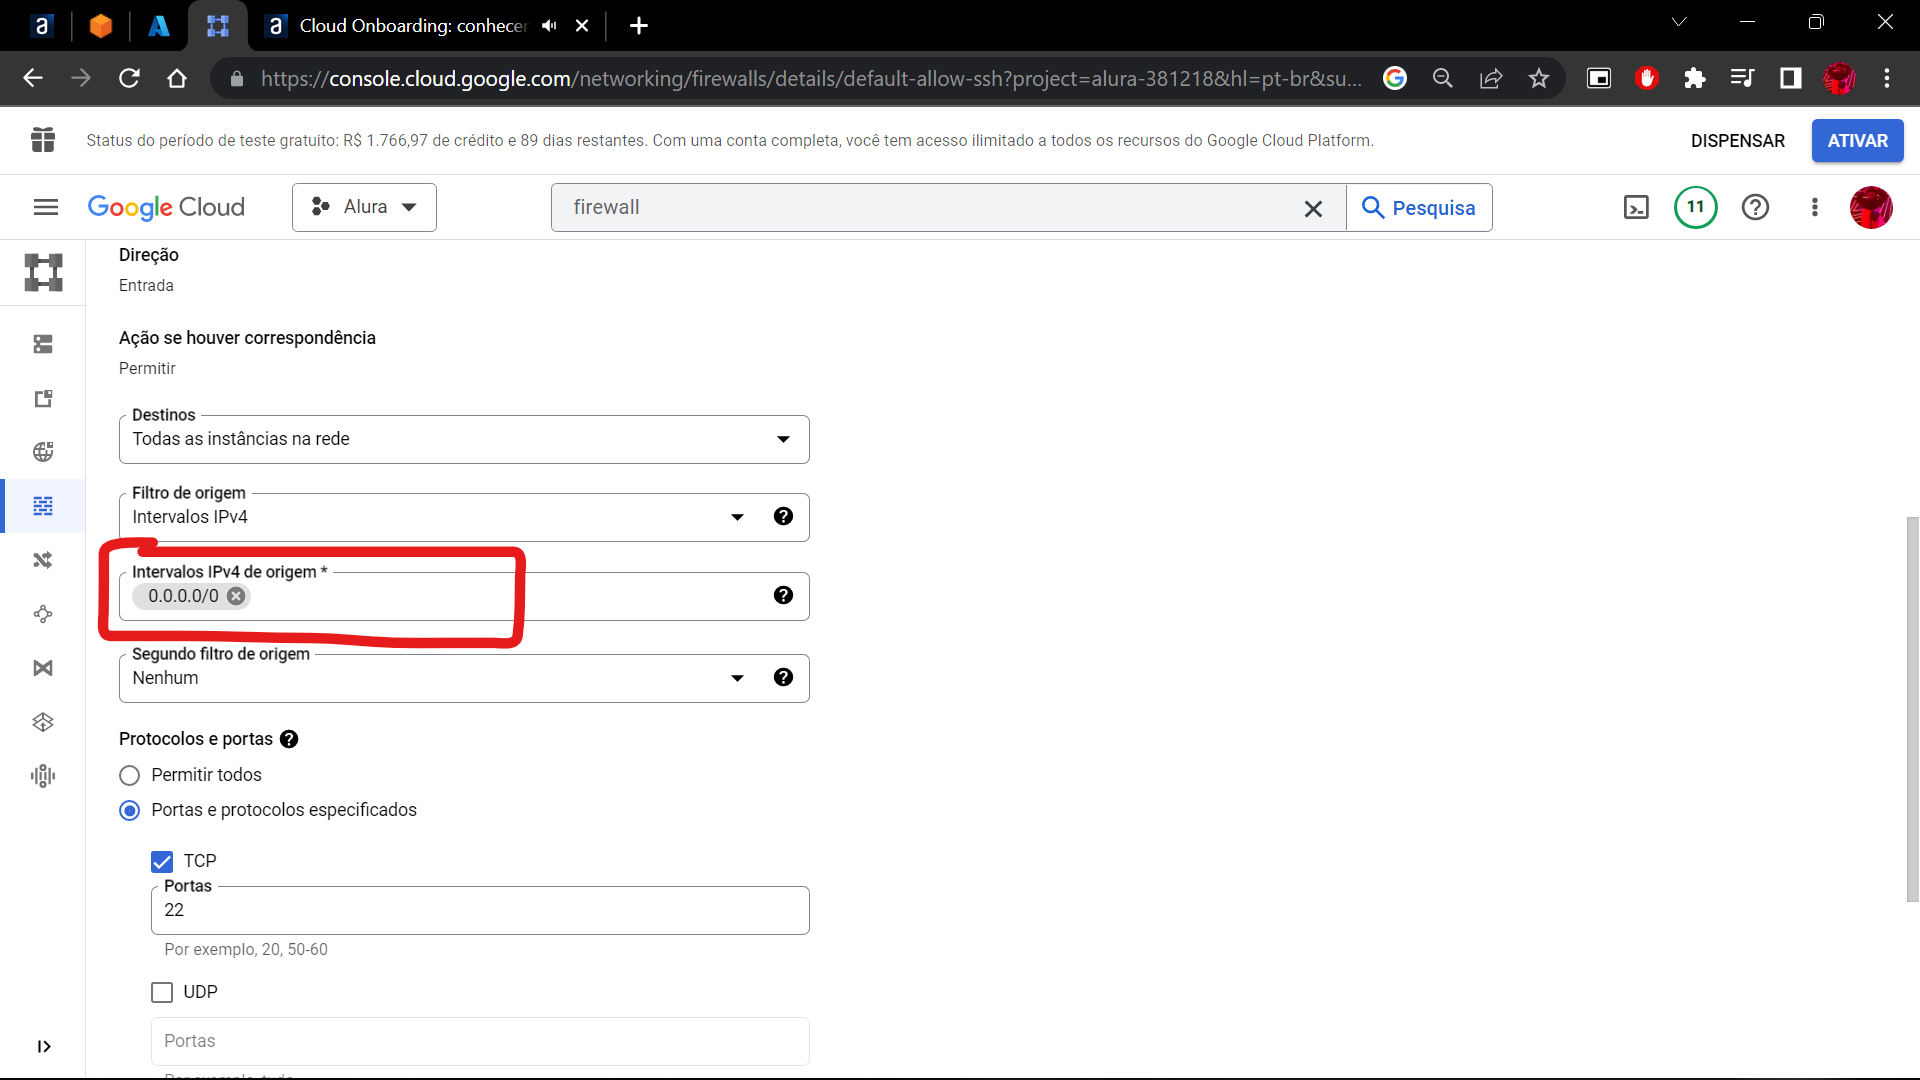 Cloud Onboarding: conhecer
https://console.cloud.google.com/networking/firewalls/details/default-allow-ssh?project=alura-381218&hl=pt-br&su...
Status do período de teste gratuito: R$ 1.766,97 de crédito e 89 dias restantes. Com uma conta completa, você tem acesso ilimitado a todos os recursos do Google Cloud Platform.
DISPENSAR
ATIVAR
Google Cloud
Alura
firewall
Pesquisa
11
Direção
Entrada
Ação se houver correspondência
Permitir
Destinos
Todas as instâncias na rede
Filtro de origem
Intervalos IPv4
Intervalos IPv4 de origem *
0.0.0.0/0
Segundo filtro de origem
Nenhum
Protocolos e portas
Permitir todos
Portas e protocolos especificados
TCP
Portas
22
Por exemplo, 20, 50-60
UDP
Portas